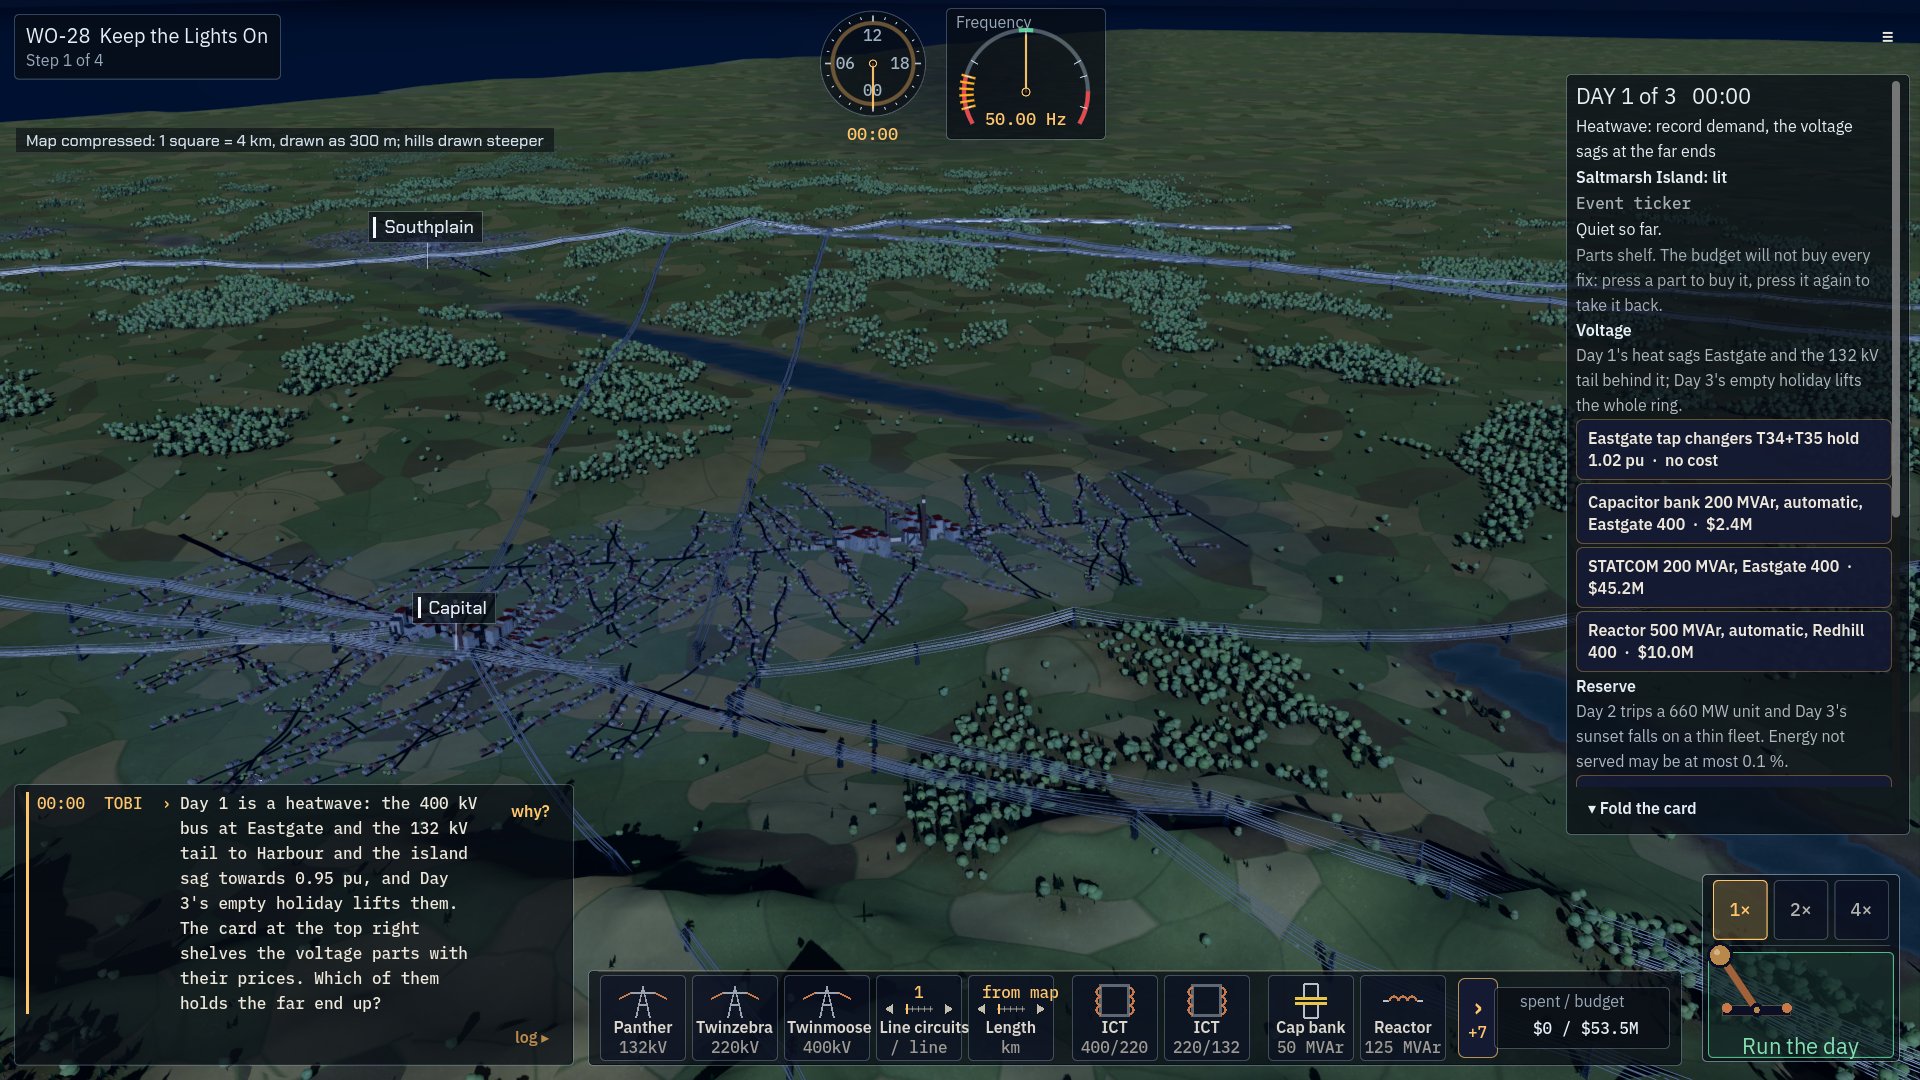 WO-28 Keep the Lights On
Step 1 of 4
Map compressed: 1 square = 4 km, drawn as 300 m; hills drawn steeper
12
06
18
00
00:00
Frequency
50.00 Hz
Southplain
Capital
DAY 1 of 3 00:00
Heatwave: record demand, the voltage
sags at the far ends
Saltmarsh Island: lit
Event ticker
Quiet so far.
Parts shelf. The budget will not buy every
fix: press a part to buy it, press it again to
take it back.
Voltage
Day 1's heat sags Eastgate and the 132 kV
tail behind it; Day 3's empty holiday lifts
the whole ring.
Eastgate tap changers T34+T35 hold
1.02 pu · no cost
Capacitor bank 200 MVAr, automatic,
Eastgate 400 · $2.4M
STATCOM 200 MVAr, Eastgate 400 ·
$45.2M
Reactor 500 MVAr, automatic, Redhill
400 · $10.0M
Reserve
Day 2 trips a 660 MW unit and Day 3's
sunset falls on a thin fleet. Energy not
served may be at most 0.1 %.
▾ Fold the card
00:00 TOBI › Day 1 is a heatwave: the 400 kV
bus at Eastgate and the 132 kV
tail to Harbour and the island
sag towards 0.95 pu, and Day
3's empty holiday lifts them.
The card at the top right
shelves the voltage parts with
their prices. Which of them
holds the far end up?
why?
log ▸
Panther
132kV
Twinzebra
220kV
Twinmoose
400kV
1
Line circuits
/ line
from map
Length
km
ICT
400/220
ICT
220/132
Cap bank
50 MVAr
Reactor
125 MVAr
›
+7
spent / budget
$0 / $53.5M
1×
2×
4×
Run the day